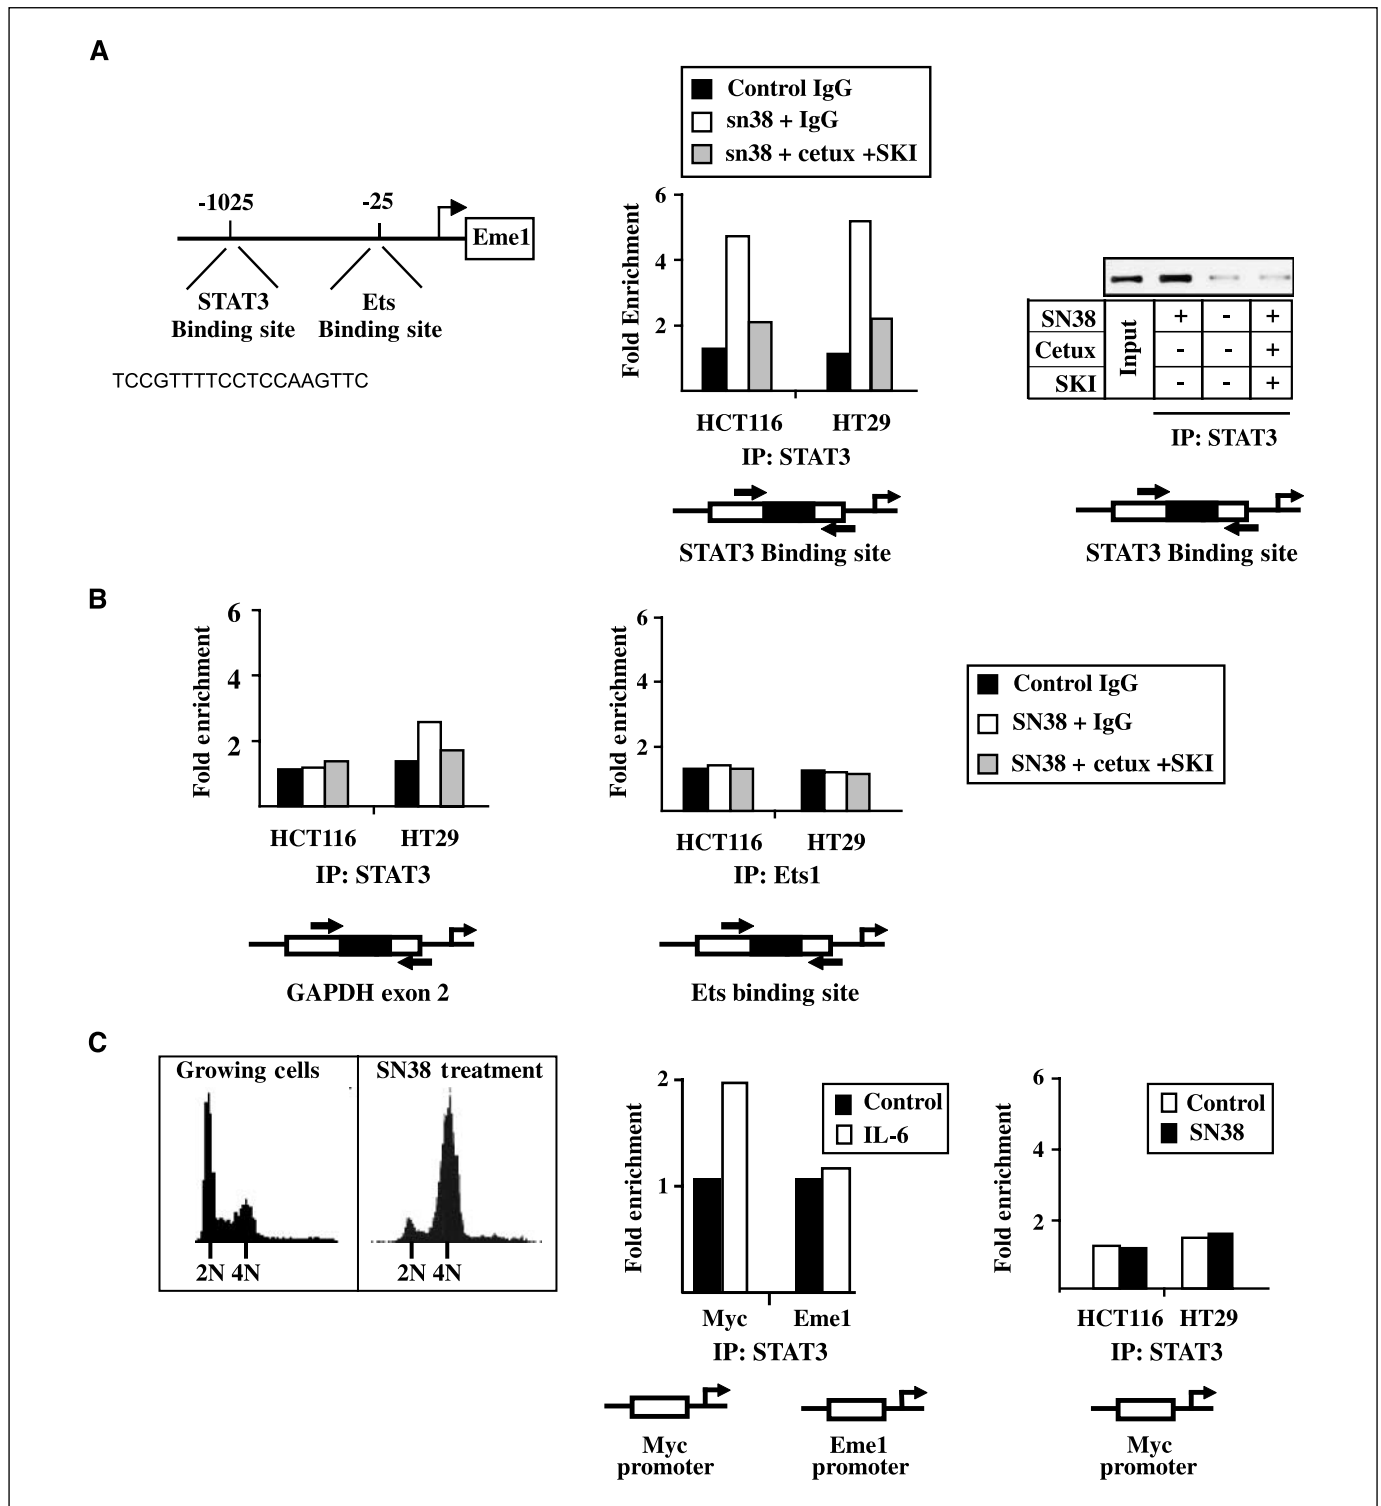 A
Control IgG
sn38 + IgG
sn38 + cetux +SKI
-1025
-25
Eme1
STAT3
Binding site
Ets
Binding site
TCCGTTTTCCTCCAAGTTC
Fold Enrichment
6
4
2
HCT116
HT29
IP: STAT3
STAT3 Binding site
SN38
Cetux
SKI
Input
+ - +
- - +
- - +
IP: STAT3
STAT3 Binding site
B
Fold enrichment
6
4
2
HCT116
HT29
IP: STAT3
GAPDH exon 2
Fold enrichment
6
4
2
HCT116
HT29
IP: Ets1
Ets binding site
Control IgG
SN38 + IgG
SN38 + cetux +SKI
C
Growing cells
2N 4N
SN38 treatment
2N 4N
Fold enrichment
2
1
Control
IL-6
Myc
Eme1
IP: STAT3
Myc
promoter
Eme1
promoter
Fold enrichment
6
4
2
Control
SN38
HCT116
HT29
IP: STAT3
Myc
promoter